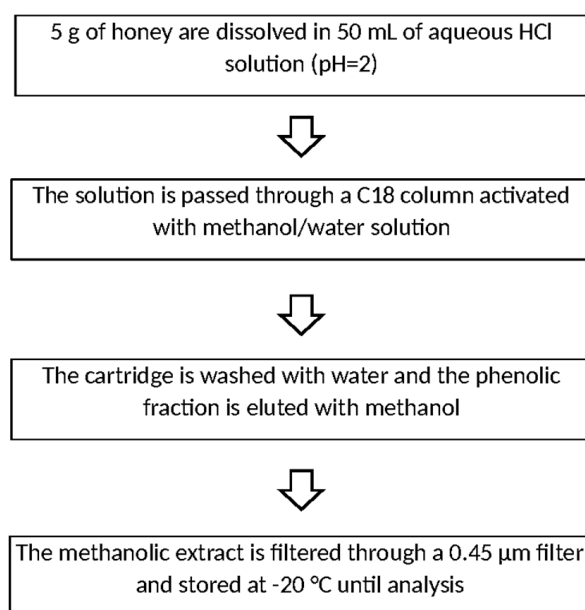 5 g of honey are dissolved in 50 mL of aqueous HCl
solution (pH=2)
The solution is passed through a C18 column activated
with methanol/water solution
The cartridge is washed with water and the phenolic
fraction is eluted with methanol
The methanolic extract is filtered through a 0.45 µm filter
and stored at -20 °C until analysis